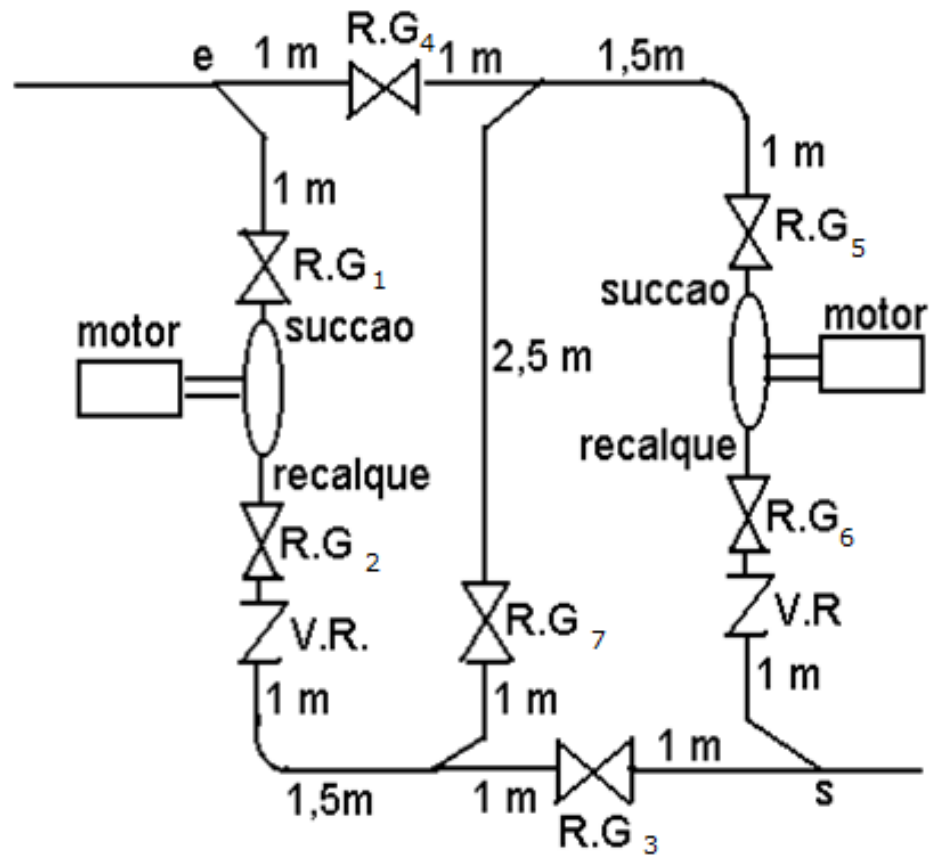 R.G4
e 1 m 1 m 1,5m
1 m 1 m
R.G1 R.G5
motor succao succao motor
2,5 m
recalque recalque
R.G 2 R.G6
V.R. R.G 7 V.R
1 m 1 m 1 m
1 m
1,5m 1 m s
R.G 3